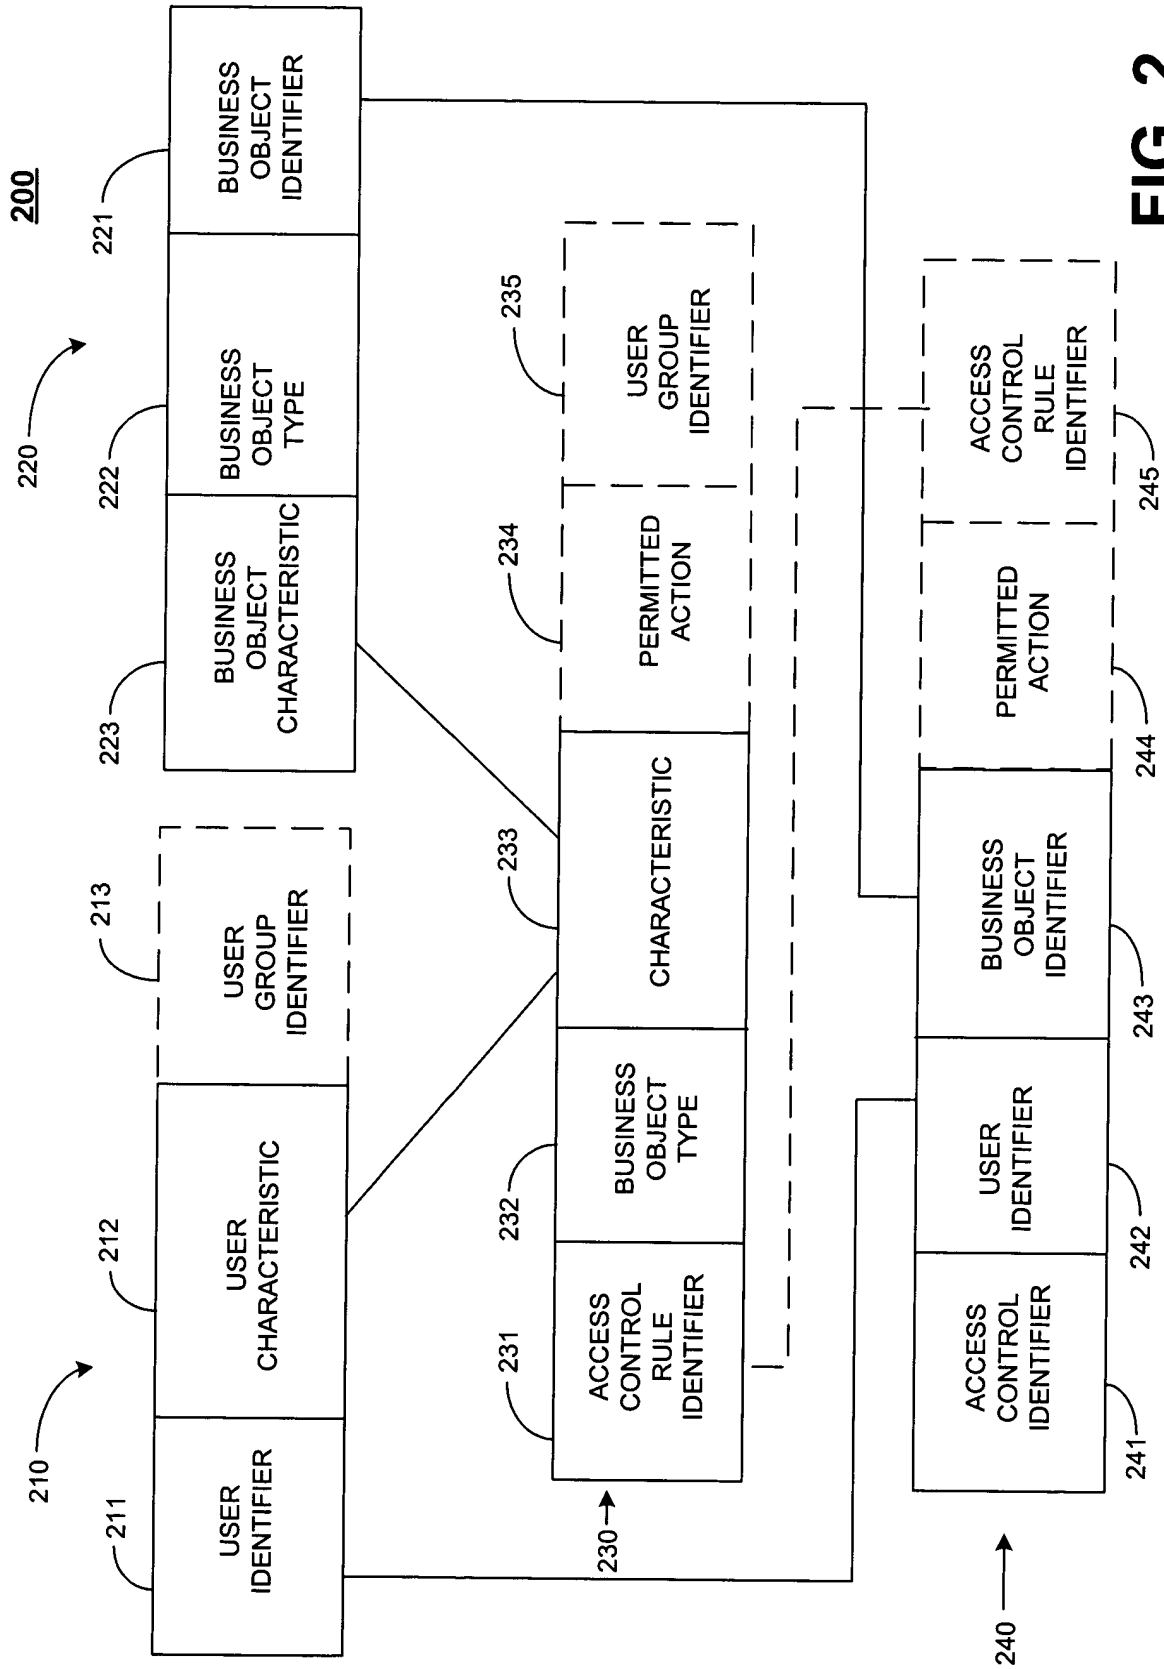 200
210
220
211
212
213
223
222
221
USER
IDENTIFIER
USER
CHARACTERISTIC
USER
GROUP
IDENTIFIER
BUSINESS
OBJECT
CHARACTERISTIC
BUSINESS
OBJECT
TYPE
BUSINESS
OBJECT
IDENTIFIER
230
231
232
233
234
235
ACCESS
CONTROL
RULE
IDENTIFIER
BUSINESS
OBJECT
TYPE
CHARACTERISTIC
PERMITTED
ACTION
USER
GROUP
IDENTIFIER
240
ACCESS
CONTROL
IDENTIFIER
USER
IDENTIFIER
BUSINESS
OBJECT
IDENTIFIER
PERMITTED
ACTION
ACCESS
CONTROL
RULE
IDENTIFIER
241
242
243
244
245
FIG. 2